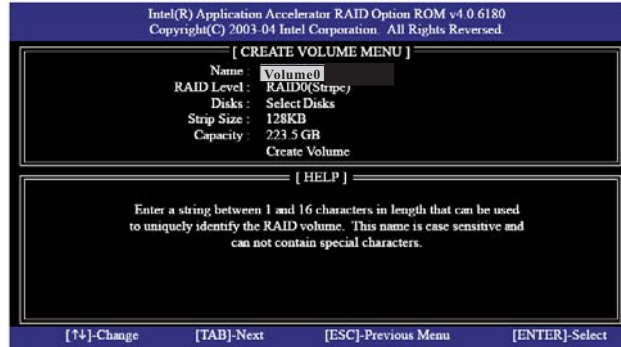 Intel(R) Application Accelerator RAID Option ROM v4.0.6180
Copyright(C) 2003-04 Intel Corporation. All Rights Reversed.
[ CREATE VOLUME MENU ]
Name : Volume0
RAID Level : RAID0(Stripe)
Disks : Select Disks
Strip Size : 128KB
Capacity : 223.5 GB
Create Volume
[ HELP ]
Enter a string between 1 and 16 characters in length that can be used
to uniquely identify the RAID volume. This name is case sensitive and
can not contain special characters.
[↑↓]-Change [TAB]-Next [ESC]-Previous Menu [ENTER]-Select